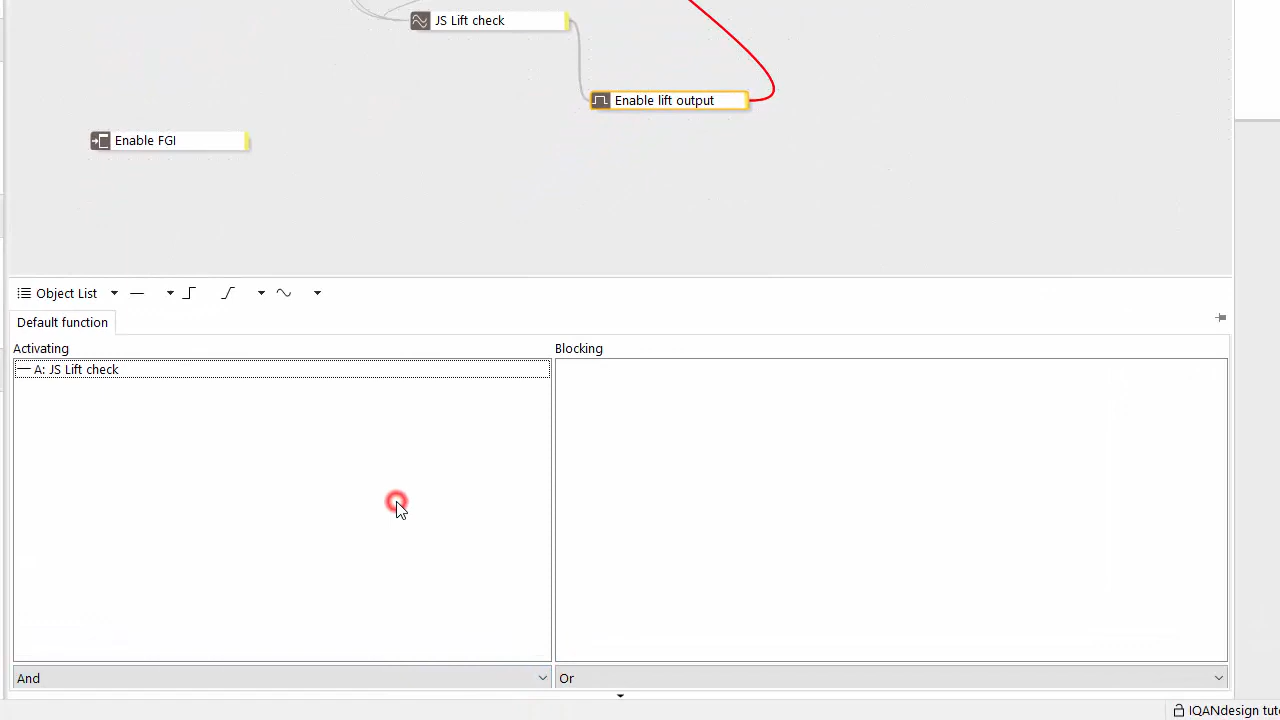 JS Lift check
Enable lift output
Enable FGI
Object List
Default function
Activating
Blocking
A: JS Lift check
And
Or
IQANdesign tuto